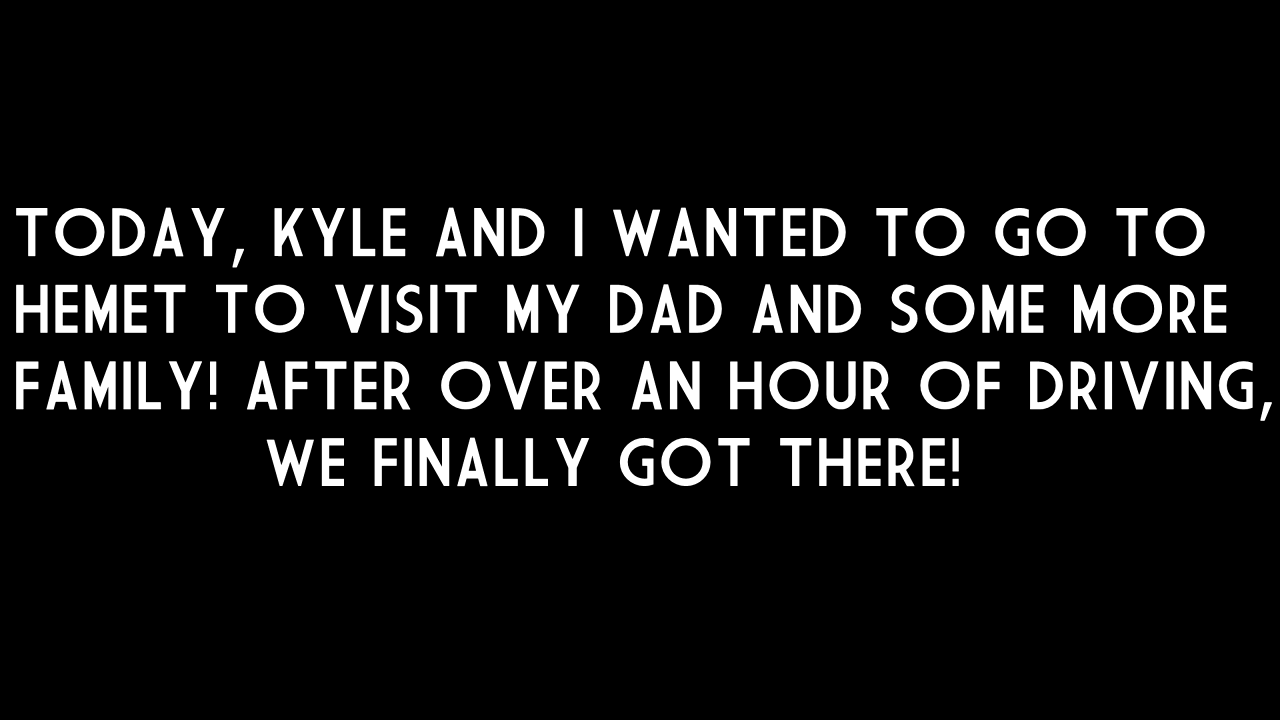 TODAY, KYLE AND I WANTED TO GO TO
HEMET TO VISIT MY DAD AND SOME MORE
FAMILY! AFTER OVER AN HOUR OF DRIVING,
WE FINALLY GOT THERE!